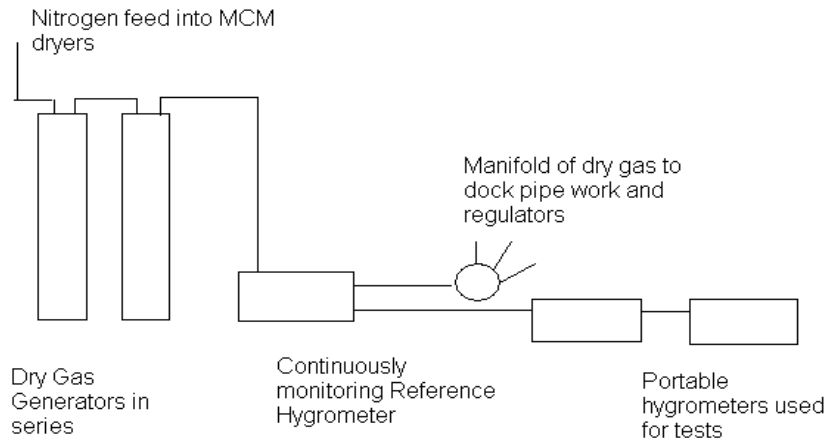 Nitrogen feed into MCM
dryers
Manifold of dry gas to
dock pipe work and
regulators
Dry Gas
Generators in
series
Continuously
monitoring Reference
Hygrometer
Portable
hygrometers used
for tests